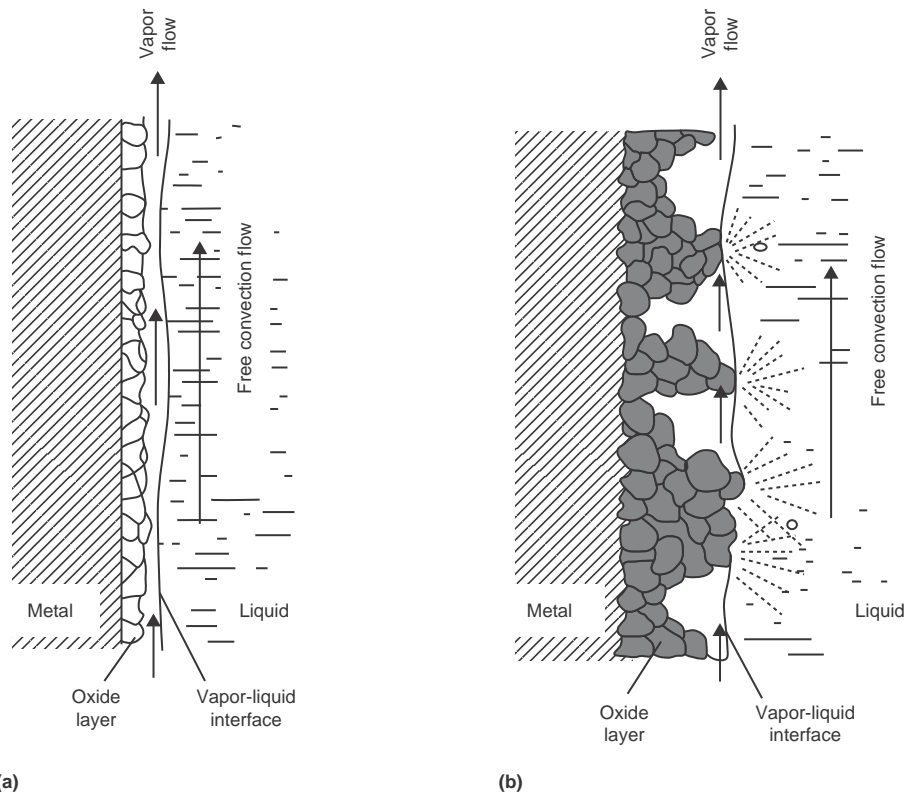 Vapor
flow
Free convection flow
Metal
Liquid
Oxide
layer
Vapor-liquid
interface
(a)
Vapor
flow
Free convection flow
Metal
Liquid
Oxide
layer
Vapor-liquid
interface
(b)